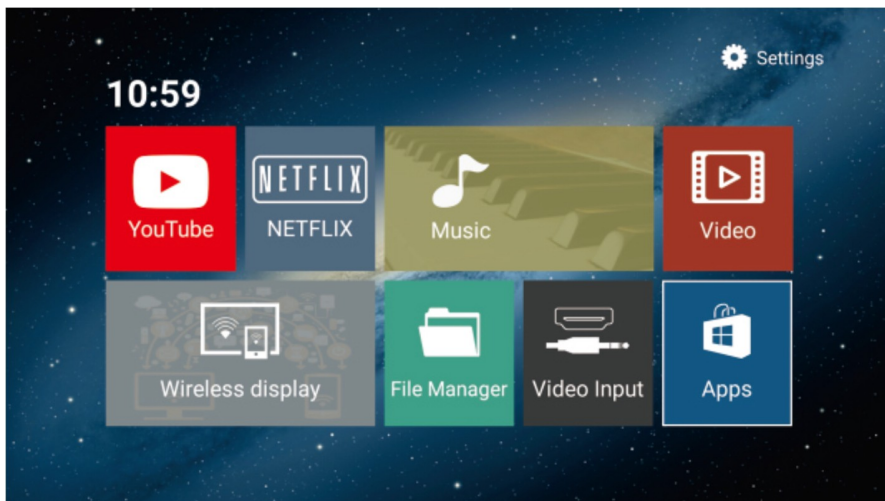 Settings
10:59
NETFLIX
YouTube
NETFLIX
Music
Video
Wireless display
File Manager
Video Input
Apps